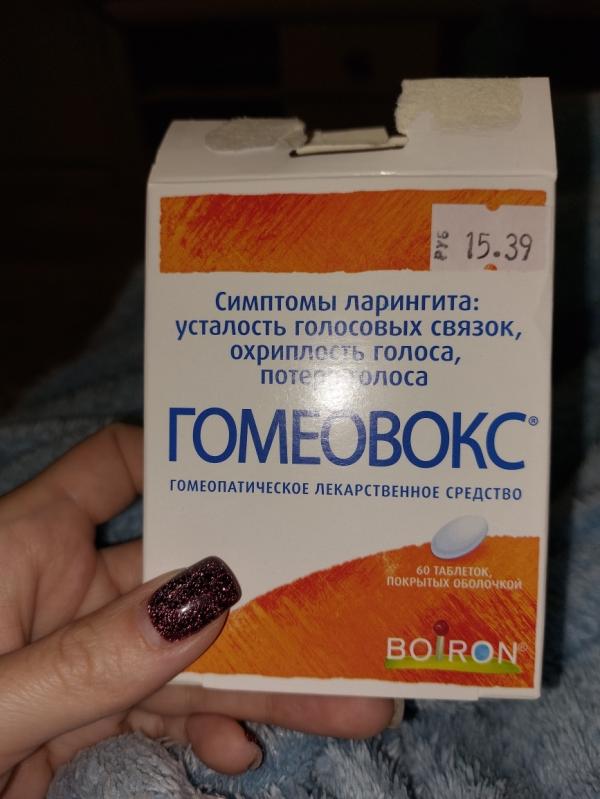 РУБ 15.39
Симптомы ларингита:
усталость голосовых связок,
охриплость голоса,
потеря голоса
ГОМЕОВОКС®
ГОМЕОПАТИЧЕСКОЕ ЛЕКАРСТВЕННОЕ СРЕДСТВО
60 ТАБЛЕТОК,
ПОКРЫТЫХ ОБОЛОЧКОЙ
BOIRON®